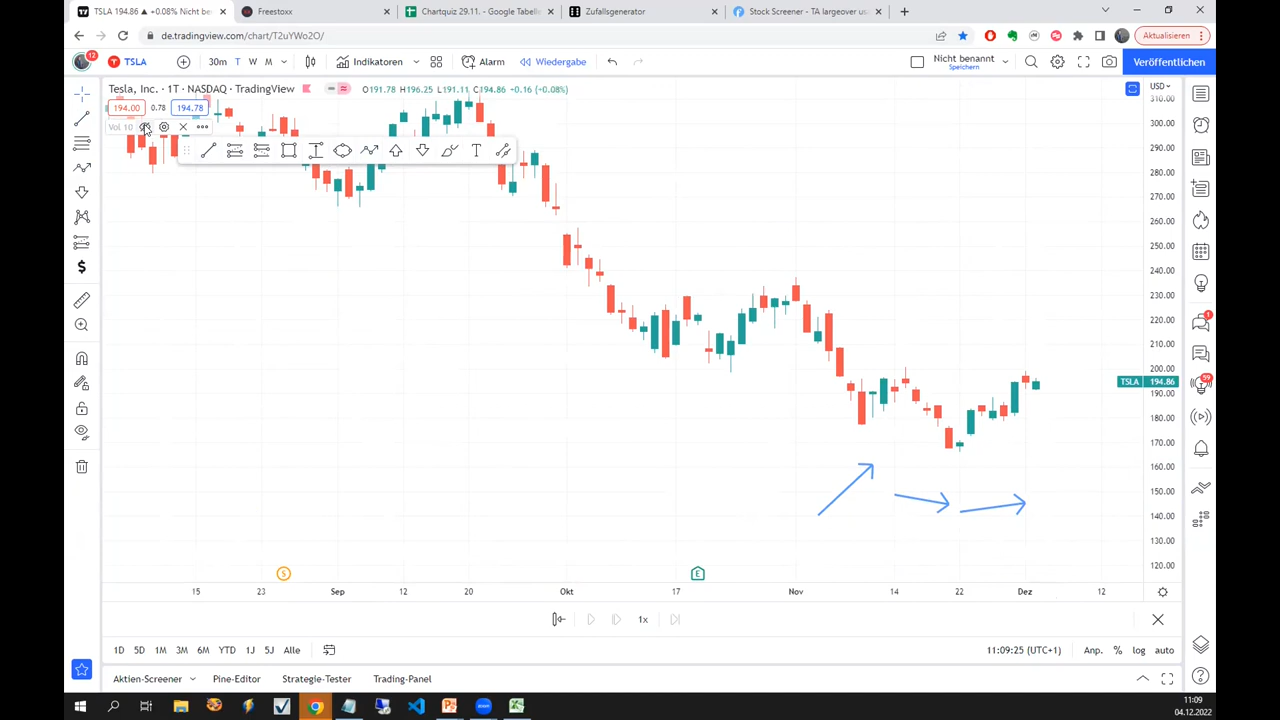 TSLA 194.86 ▲ +0.08% Nicht be
Freestoxx
Chartquiz 29.11. - Google Tabelle
Zufallsgenerator
Stock Screener - TA largeover us
de.tradingview.com/chart/T2uYWo2O/
Aktualisieren
12
TSLA
30m T W M
Indikatoren
Alarm
Wiedergabe
Nicht benannt
Speichern
Veröffentlichen
Tesla, Inc. · 1T · NASDAQ · TradingView
O191.78 H196.25 L191.11 C194.86 -0.16 (-0.08%)
USD
194.00 0.78 194.78
Vol 10
310.00
300.00
290.00
280.00
270.00
260.00
250.00
240.00
230.00
220.00
210.00
200.00
TSLA 194.86
180.00
170.00
160.00
150.00
140.00
130.00
120.00
$
T
1
59
S
E
15 23 Sep 12 20 Okt 17 Nov 14 22 Dez 12
1x
1D 5D 1M 3M 6M YTD 1J 5J Alle
11:09:25 (UTC+1)
Anp. % log auto
Aktien-Screener
Pine-Editor
Strategie-Tester
Trading-Panel
11:09
04.12.2022